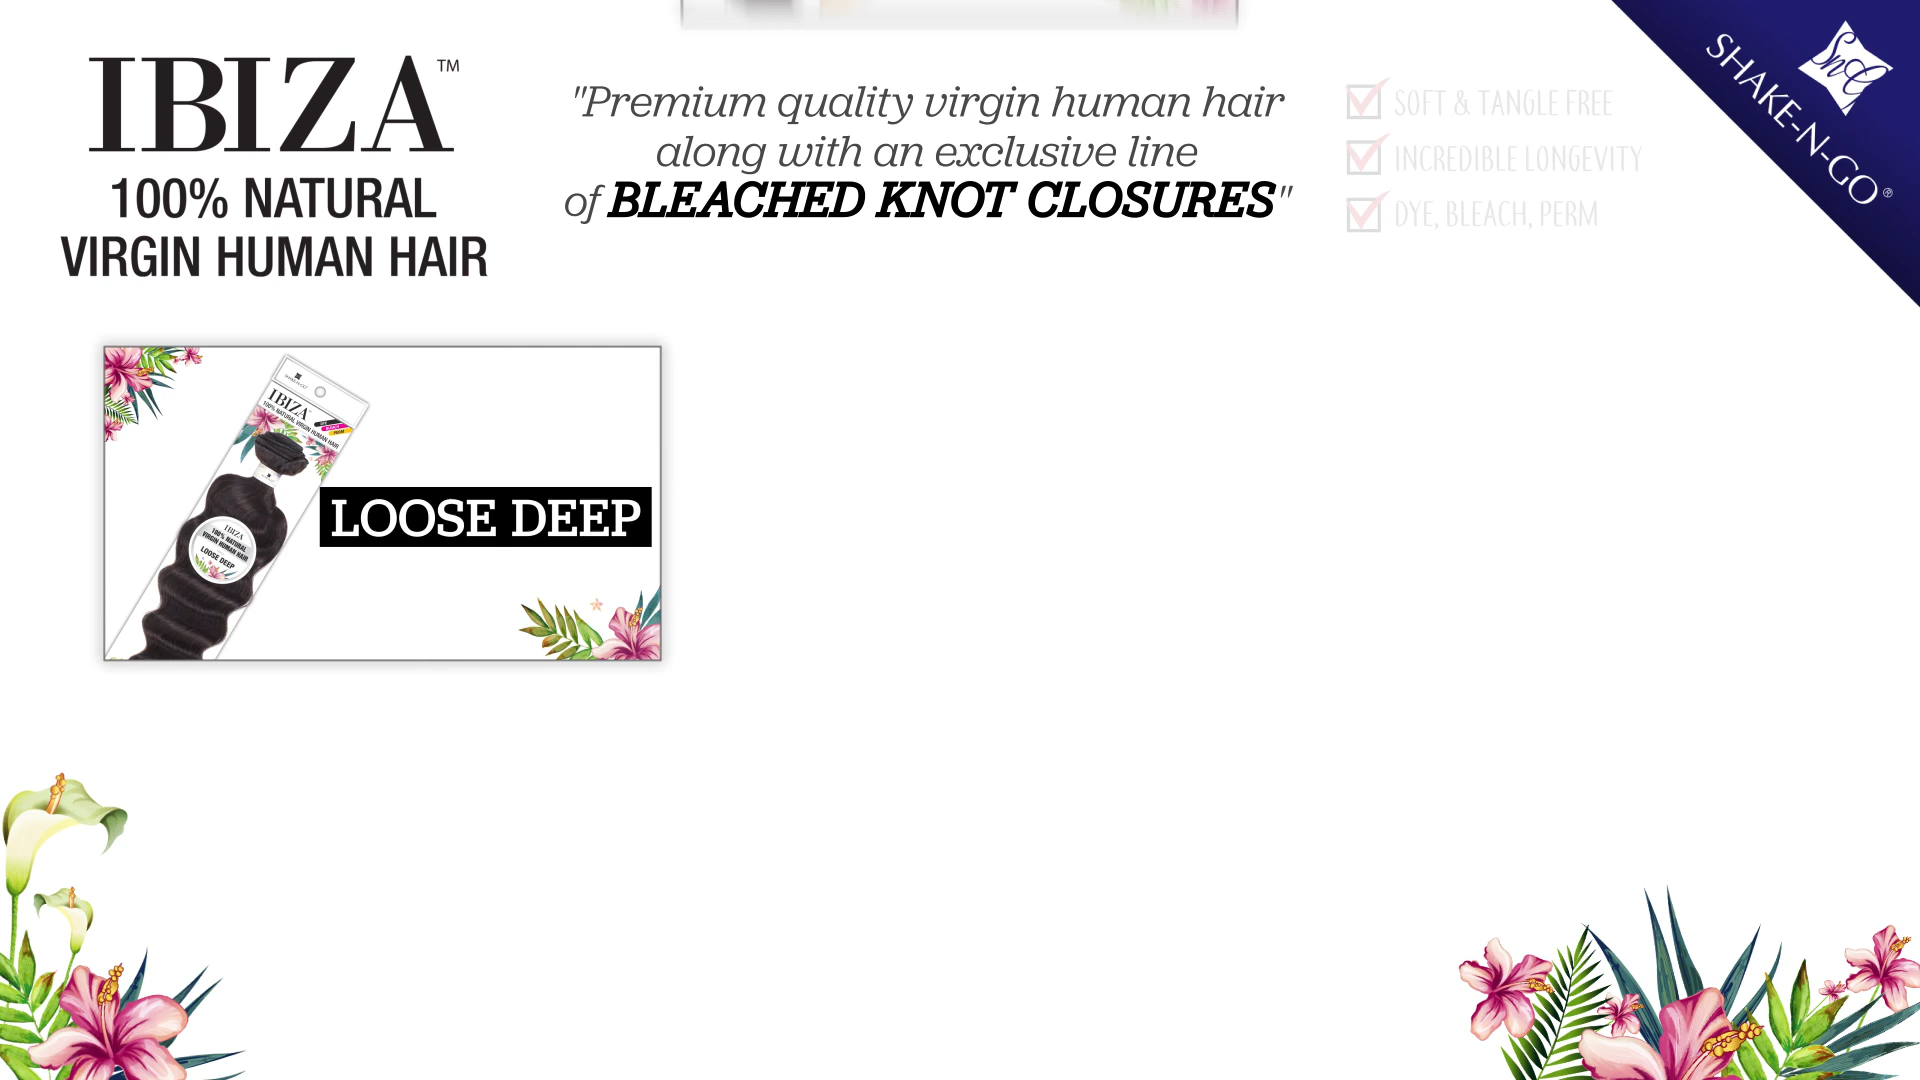 IBIZA™
100% NATURAL
VIRGIN HUMAN HAIR
"Premium quality virgin human hair
along with an exclusive line
of BLEACHED KNOT CLOSURES"
SOFT & TANGLE FREE
INCREDIBLE LONGEVITY
DYE, BLEACH, PERM
SnG
SHAKE-N-GO®
IBIZA
100% NATURAL VIRGIN HUMAN HAIR
IBIZA
100% NATURAL
VIRGIN HUMAN HAIR
LOOSE DEEP
LOOSE DEEP